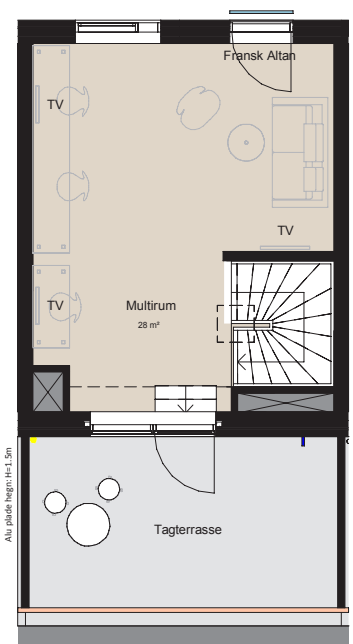 Fransk Altan
TV
TV
TV
Multirum
28 m²
Alu plade hegn: H=1.5m
Tagterrasse